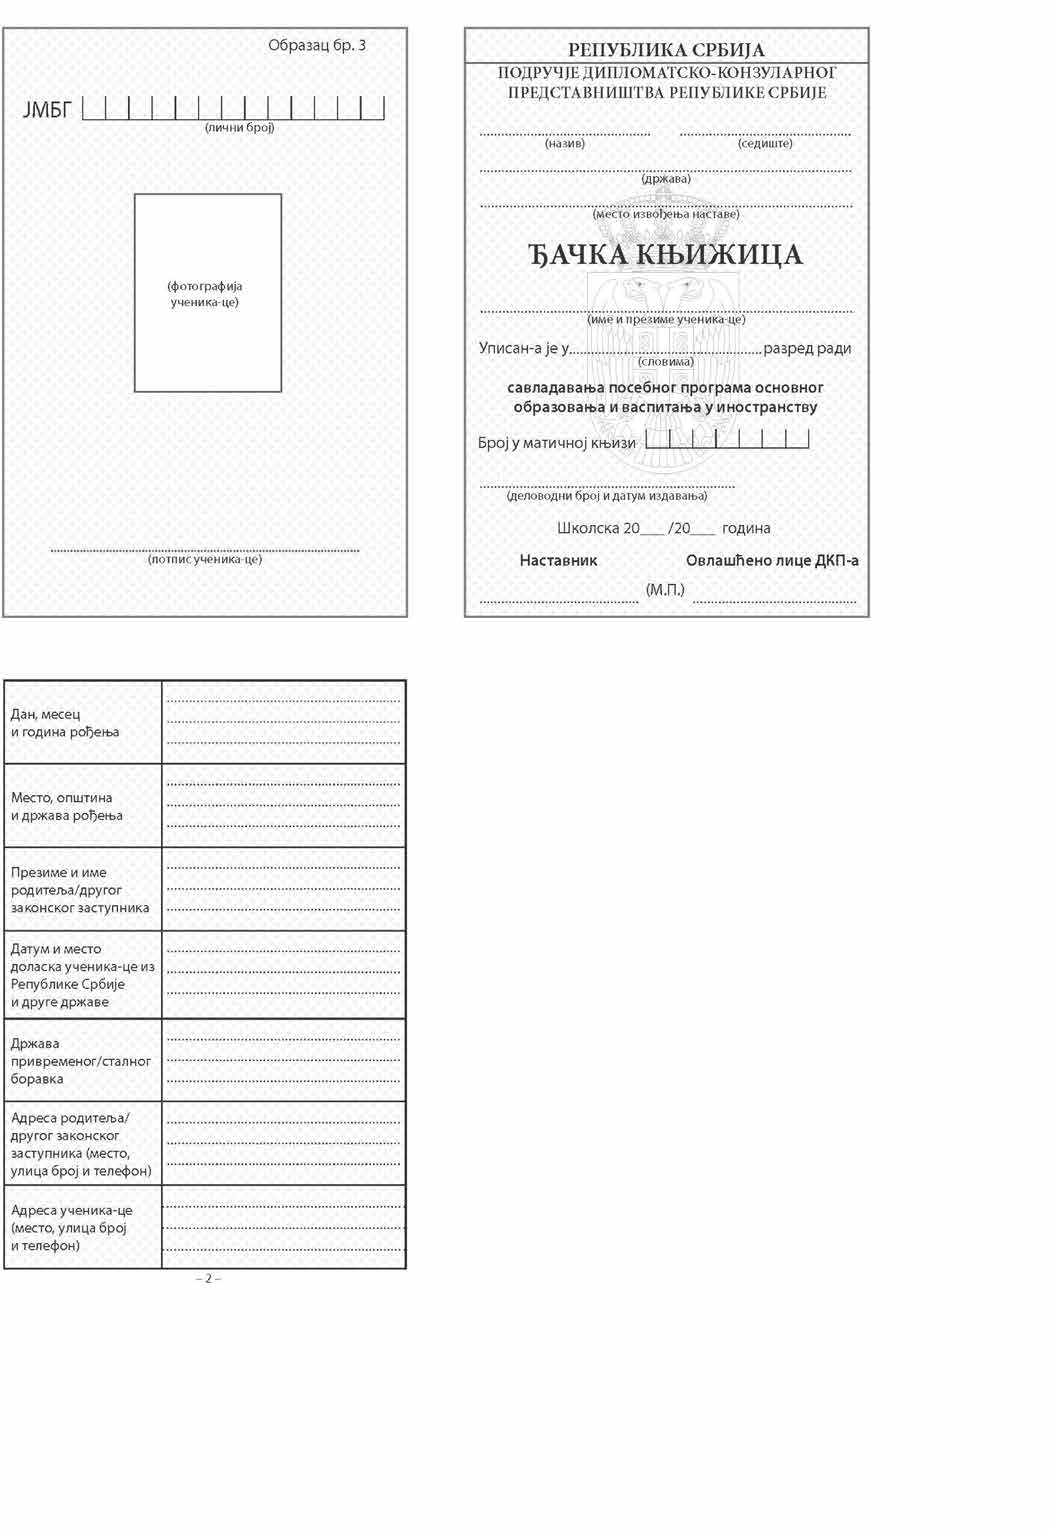 Образац бр. 3
ЈМБГ
(лични број)
(фотографија
ученика-це)
(потпис ученика-це)
РЕПУБЛИКА СРБИЈА
ПОДРУЧЈЕ ДИПЛОМАТСКО-КОНЗУЛАРНОГ
ПРЕДСТАВНИШТВА РЕПУБЛИКЕ СРБИЈЕ
(назив) (седиште)
(држава)
(место извођења наставе)
ЂАЧКА КЊИЖИЦА
(име и презиме ученика-це)
Уписан-а је у разред ради
(словима)
савладавања посебног програма основног
образовања и васпитања у иностранству
Број у матичној књизи
(деловодни број и датум издавања)
Школска 20___ /20___ година
Наставник Овлашћено лице ДКП-а
(М.П.)
Дан, месец
и година рођења
Место, општина
и држава рођења
Презиме и име
родитеља/другог
законског заступника
Датум и место
доласка ученика-це из
Републике Србије
и друге државе
Држава
привременог/сталног
боравка
Адреса родитеља/
другог законског
заступника (место,
улица број и телефон)
Адреса ученика-це
(место, улица број
и телефон)
– 2 –